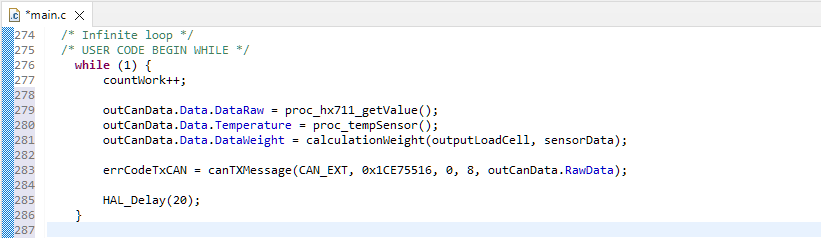 *main.c
274 /* Infinite loop */
275 /* USER CODE BEGIN WHILE */
276 while (1) {
277 countWork++;
278
279 outCanData.Data.DataRaw = proc_hx711_getValue();
280 outCanData.Data.Temperature = proc_tempSensor();
281 outCanData.Data.DataWeight = calculationWeight(outputLoadCell, sensorData);
282
283 errCodeTxCAN = canTXMessage(CAN_EXT, 0x1CE75516, 0, 8, outCanData.RawData);
284
285 HAL_Delay(20);
286 }
287